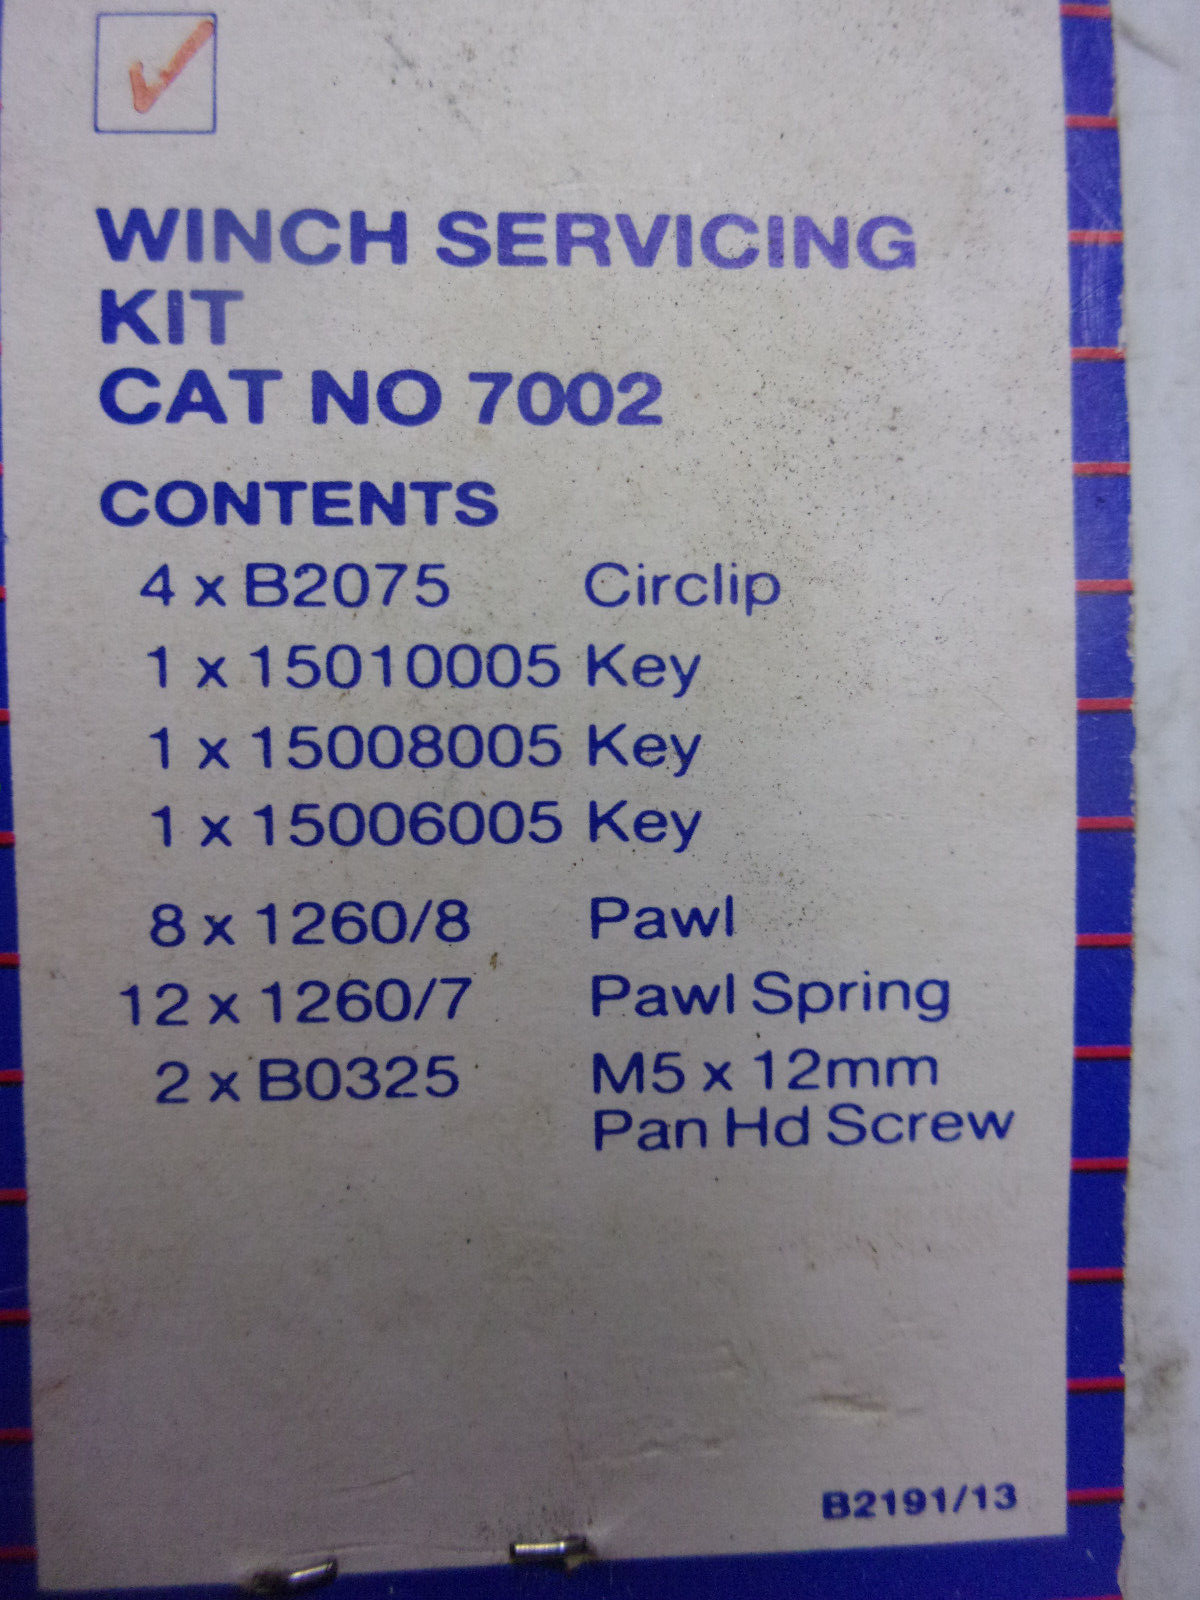 WINCH SERVICING
KIT
CAT NO 7002
CONTENTS
4 x B2075 Circlip
1 x 15010005 Key
1 x 15008005 Key
1 x 15006005 Key
8 x 1260/8 Pawl
12 x 1260/7 Pawl Spring
2 x B0325 M5 x 12mm
Pan Hd Screw
B2191/13